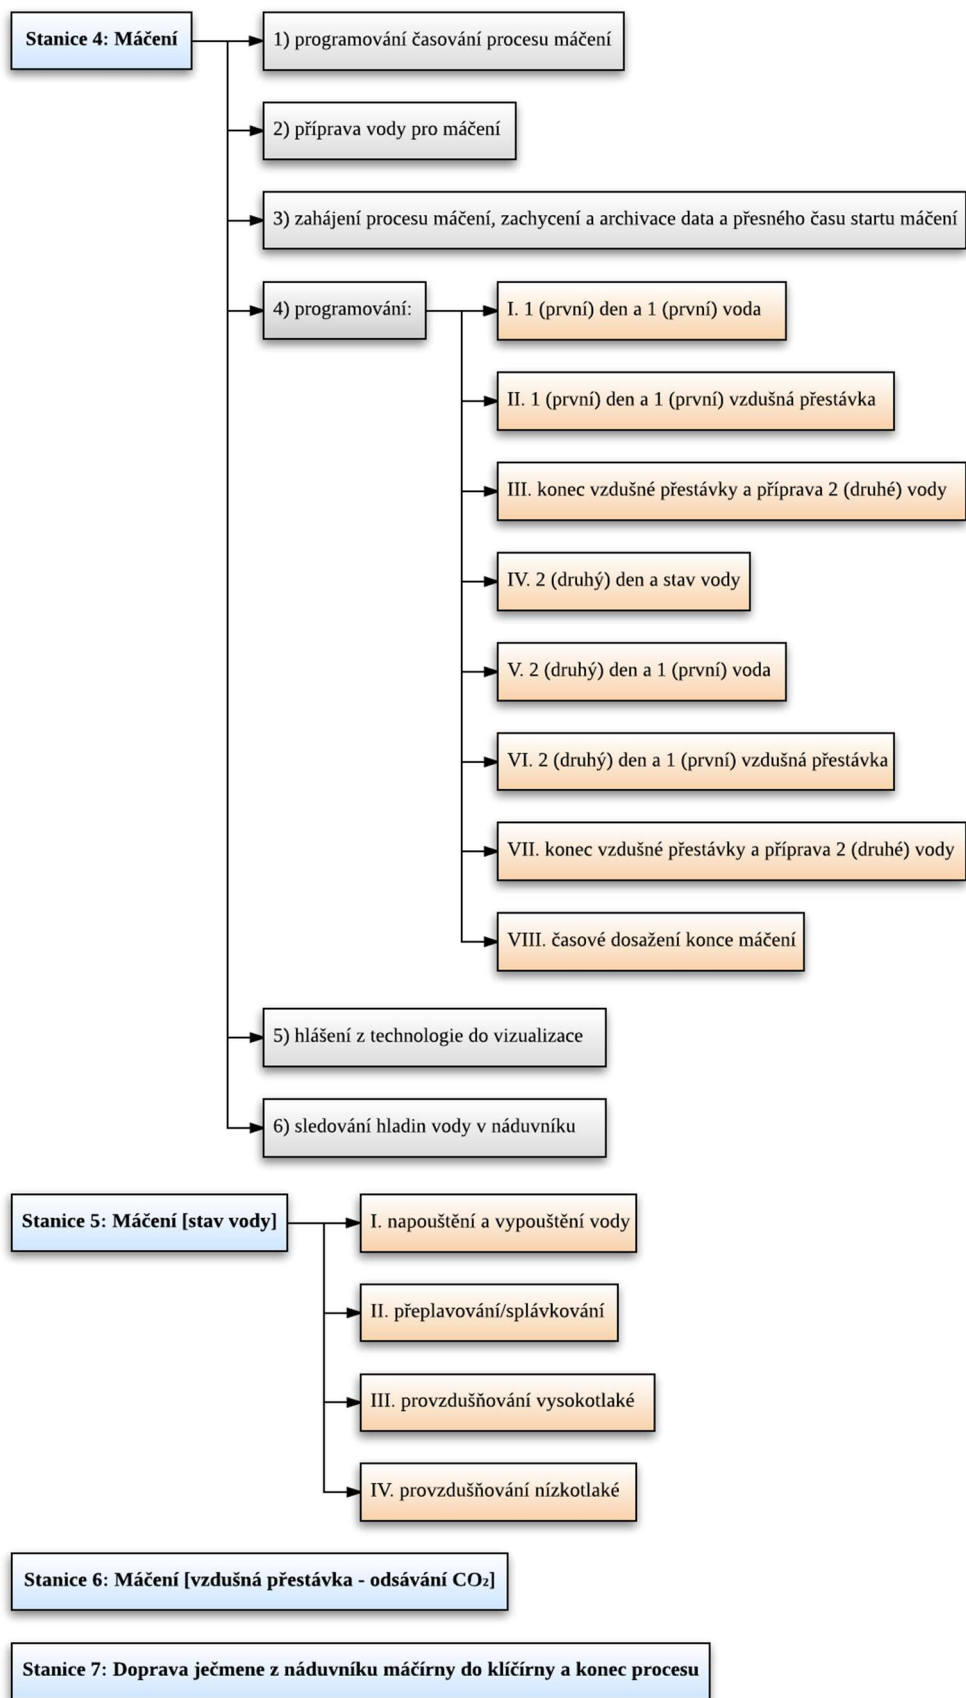 Stanice 4: Máčení
1) programování časování procesu máčení
2) příprava vody pro máčení
3) zahájení procesu máčení, zachycení a archivace data a přesného času startu máčení
4) programování:
I. 1 (první) den a 1 (první) voda
II. 1 (první) den a 1 (první) vzdušná přestávka
III. konec vzdušné přestávky a příprava 2 (druhé) vody
IV. 2 (druhý) den a stav vody
V. 2 (druhý) den a 1 (první) voda
VI. 2 (druhý) den a 1 (první) vzdušná přestávka
VII. konec vzdušné přestávky a příprava 2 (druhé) vody
VIII. časové dosažení konce máčení
5) hlášení z technologie do vizualizace
6) sledování hladin vody v náduvníku
Stanice 5: Máčení [stav vody]
I. napouštění a vypouštění vody
II. přeplavování/splávkování
III. provzdušňování vysokotlaké
IV. provzdušňování nízkotlaké
Stanice 6: Máčení [vzdušná přestávka - odsávání CO₂]
Stanice 7: Doprava ječmene z náduvníku máčírny do klíčírny a konec procesu